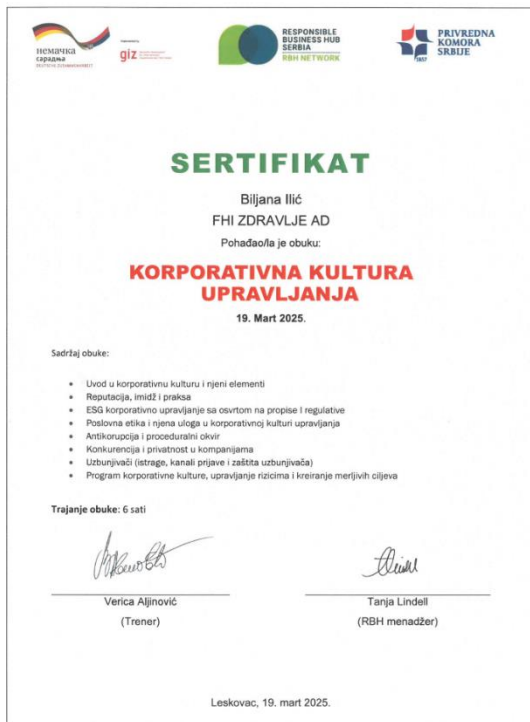 немачка
сарадња
DEUTSCHE ZUSAMMENARBEIT
giz
RESPONSIBLE
BUSINESS HUB
SERBIA
RBH NETWORK
PRIVREDNA
KOMORA
SRBIJE
1857
SERTIFIKAT
Biljana Ilić
FHI ZDRAVLJE AD
Pohađao/la je obuku:
KORPORATIVNA KULTURA
UPRAVLJANJA
19. Mart 2025.
Sadržaj obuke:
• Uvod u korporativnu kulturu i njeni elementi
• Reputacija, imidž i praksa
• ESG korporativno upravljanje sa osvrtom na propise I regulative
• Poslovna etika i njena uloga u korporativnoj kulturi upravljanja
• Antikorupcija i proceduralni okvir
• Konkurencija i privatnost u kompanijama
• Uzbunjivači (istrage, kanali prijave i zaštita uzbunjivača)
• Program korporativne kulture, upravljanje rizicima i kreiranje merljivih ciljeva
Trajanje obuke: 6 sati
Verica Aljinović
(Trener)
Tanja Lindell
(RBH menadžer)
Leskovac, 19. mart 2025.